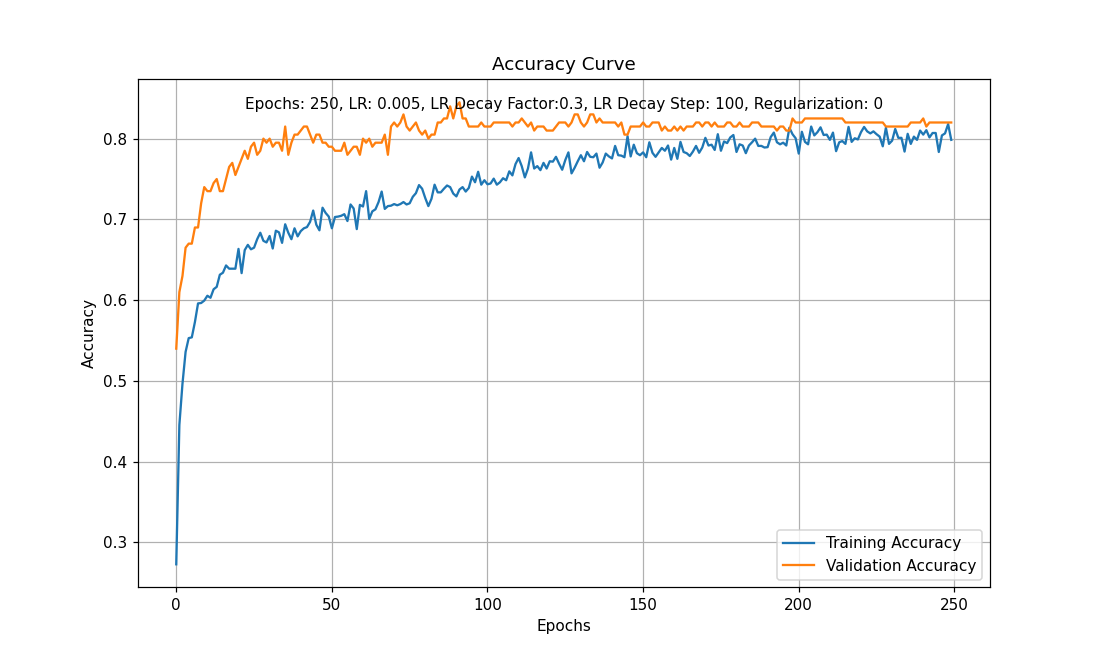 Accuracy Curve
Epochs: 250, LR: 0.005, LR Decay Factor:0.3, LR Decay Step: 100, Regularization: 0
Accuracy
0.8
0.7
0.6
0.5
0.4
0.3
0 50 100 150 200 250
Epochs
Training Accuracy
Validation Accuracy